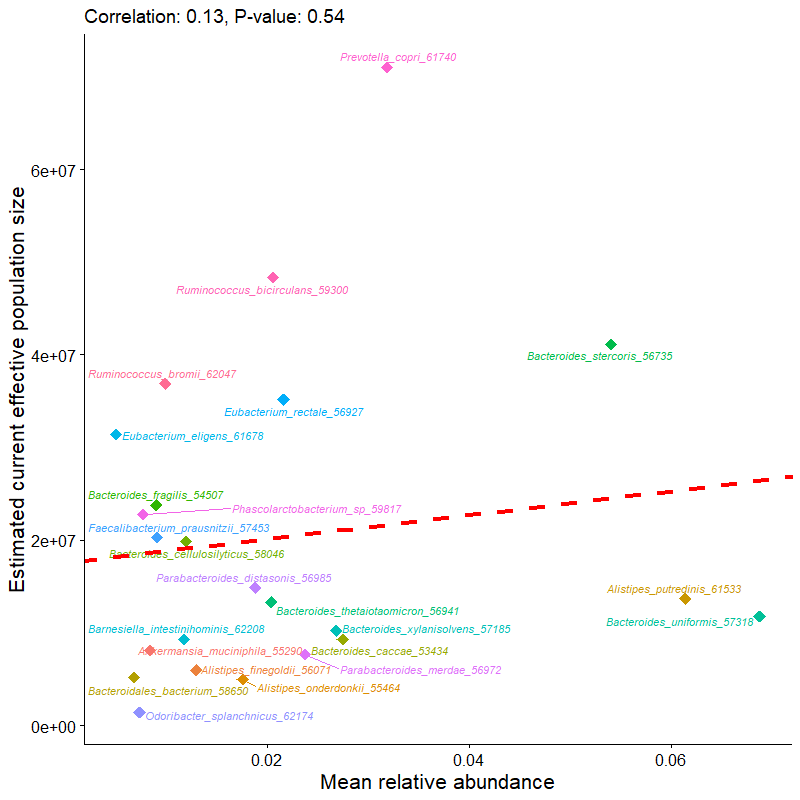 Correlation: 0.13, P-value: 0.54
Prevotella_copri_61740
6e+07
Ruminococcus_bicirculans_59300
Bacteroides_stercoris_56735
4e+07
Ruminococcus_bromii_62047
Eubacterium_rectale_56927
Eubacterium_eligens_61678
Bacteroides_fragilis_54507
Phascolarctobacterium_sp_59817
Faecalibacterium_prausnitzii_57453
2e+07
Bacteroides_cellulosilyticus_58046
Parabacteroides_distasonis_56985
Alistipes_putredinis_61533
Bacteroides_thetaiotaomicron_56941
Bacteroides_uniformis_57318
Barnesiella_intestinihominis_62208
Bacteroides_xylanisolvens_57185
Akkermansia_muciniphila_55290
Bacteroides_caccae_53434
Alistipes_finegoldii_56071
Parabacteroides_merdae_56972
Bacteroidales_bacterium_58650
Alistipes_onderdonkii_55464
Odoribacter_splanchnicus_62174
0e+00
0.02
0.04
0.06
Mean relative abundance
Estimated current effective population size